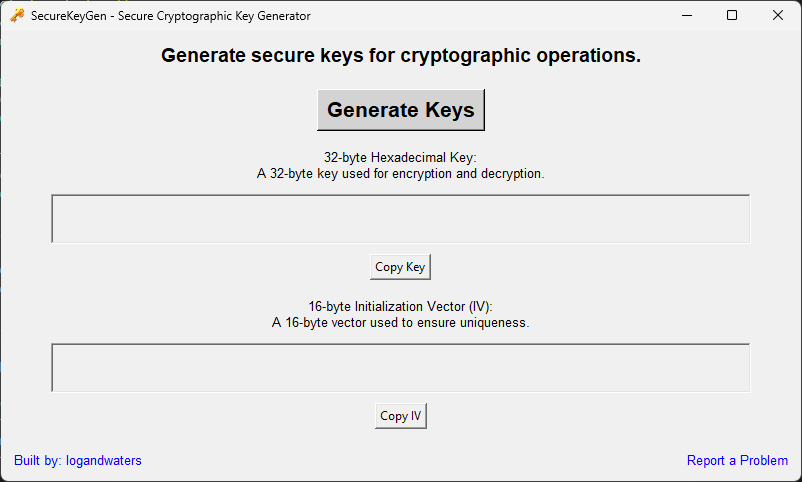 SecureKeyGen - Secure Cryptographic Key Generator
Generate secure keys for cryptographic operations.
Generate Keys
32-byte Hexadecimal Key:
A 32-byte key used for encryption and decryption.
Copy Key
16-byte Initialization Vector (IV):
A 16-byte vector used to ensure uniqueness.
Copy IV
Built by: logandwaters
Report a Problem